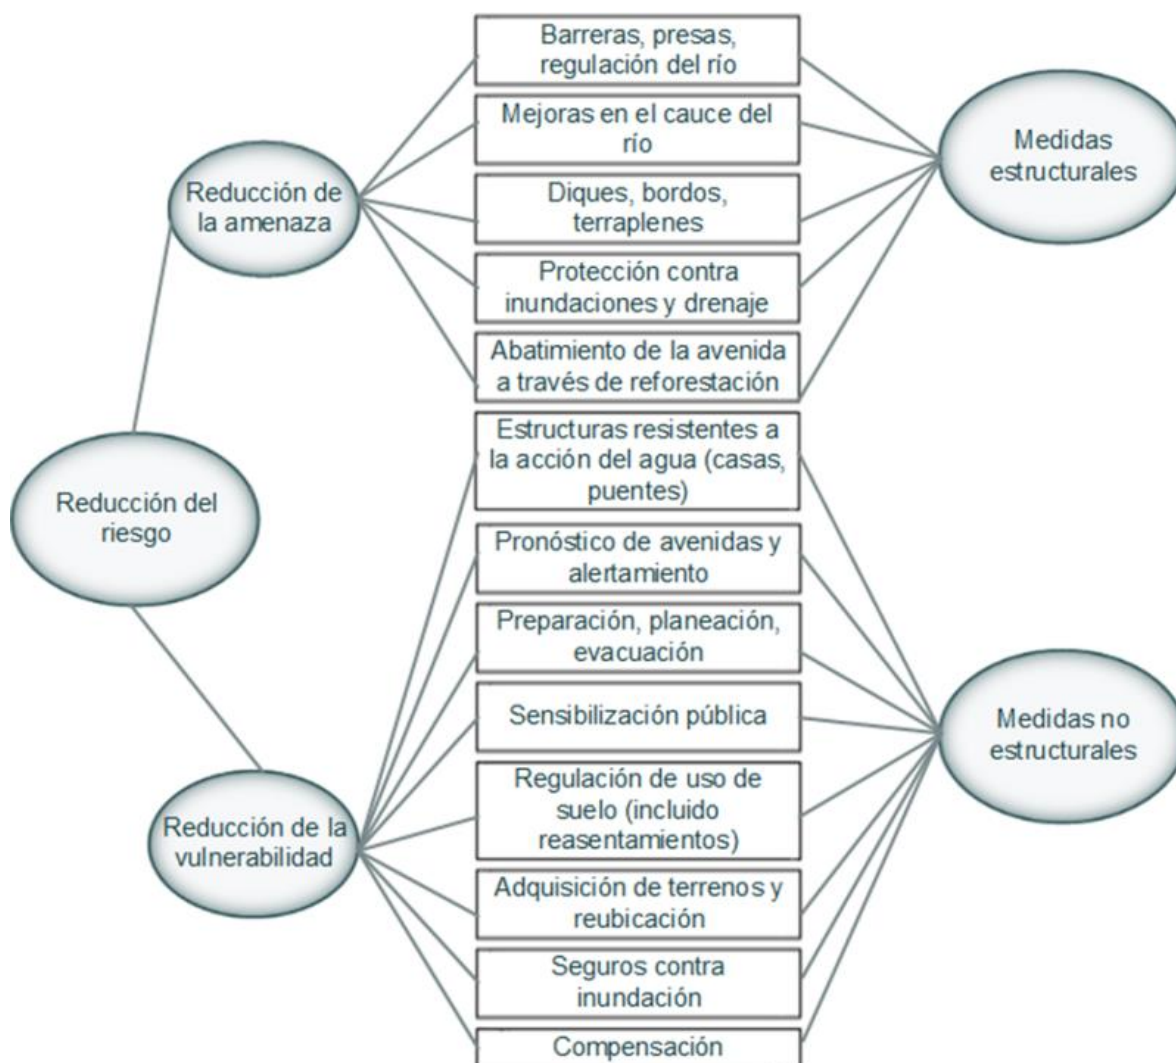 Barreras, presas,
regulación del río
Mejoras en el cauce del
río
Medidas
estructurales
Reducción de
la amenaza
Diques, bordos,
terraplenes
Protección contra
inundaciones y drenaje
Abatimiento de la avenida
a través de reforestación
Estructuras resistentes a
la acción del agua (casas,
puentes)
Reducción del
riesgo
Pronóstico de avenidas y
alertamiento
Preparación, planeación,
evacuación
Sensibilización pública
Medidas no
estructurales
Regulación de uso de
suelo (incluido
reasentamientos)
Reducción de la
vulnerabilidad
Adquisición de terrenos y
reubicación
Seguros contra
inundación
Compensación